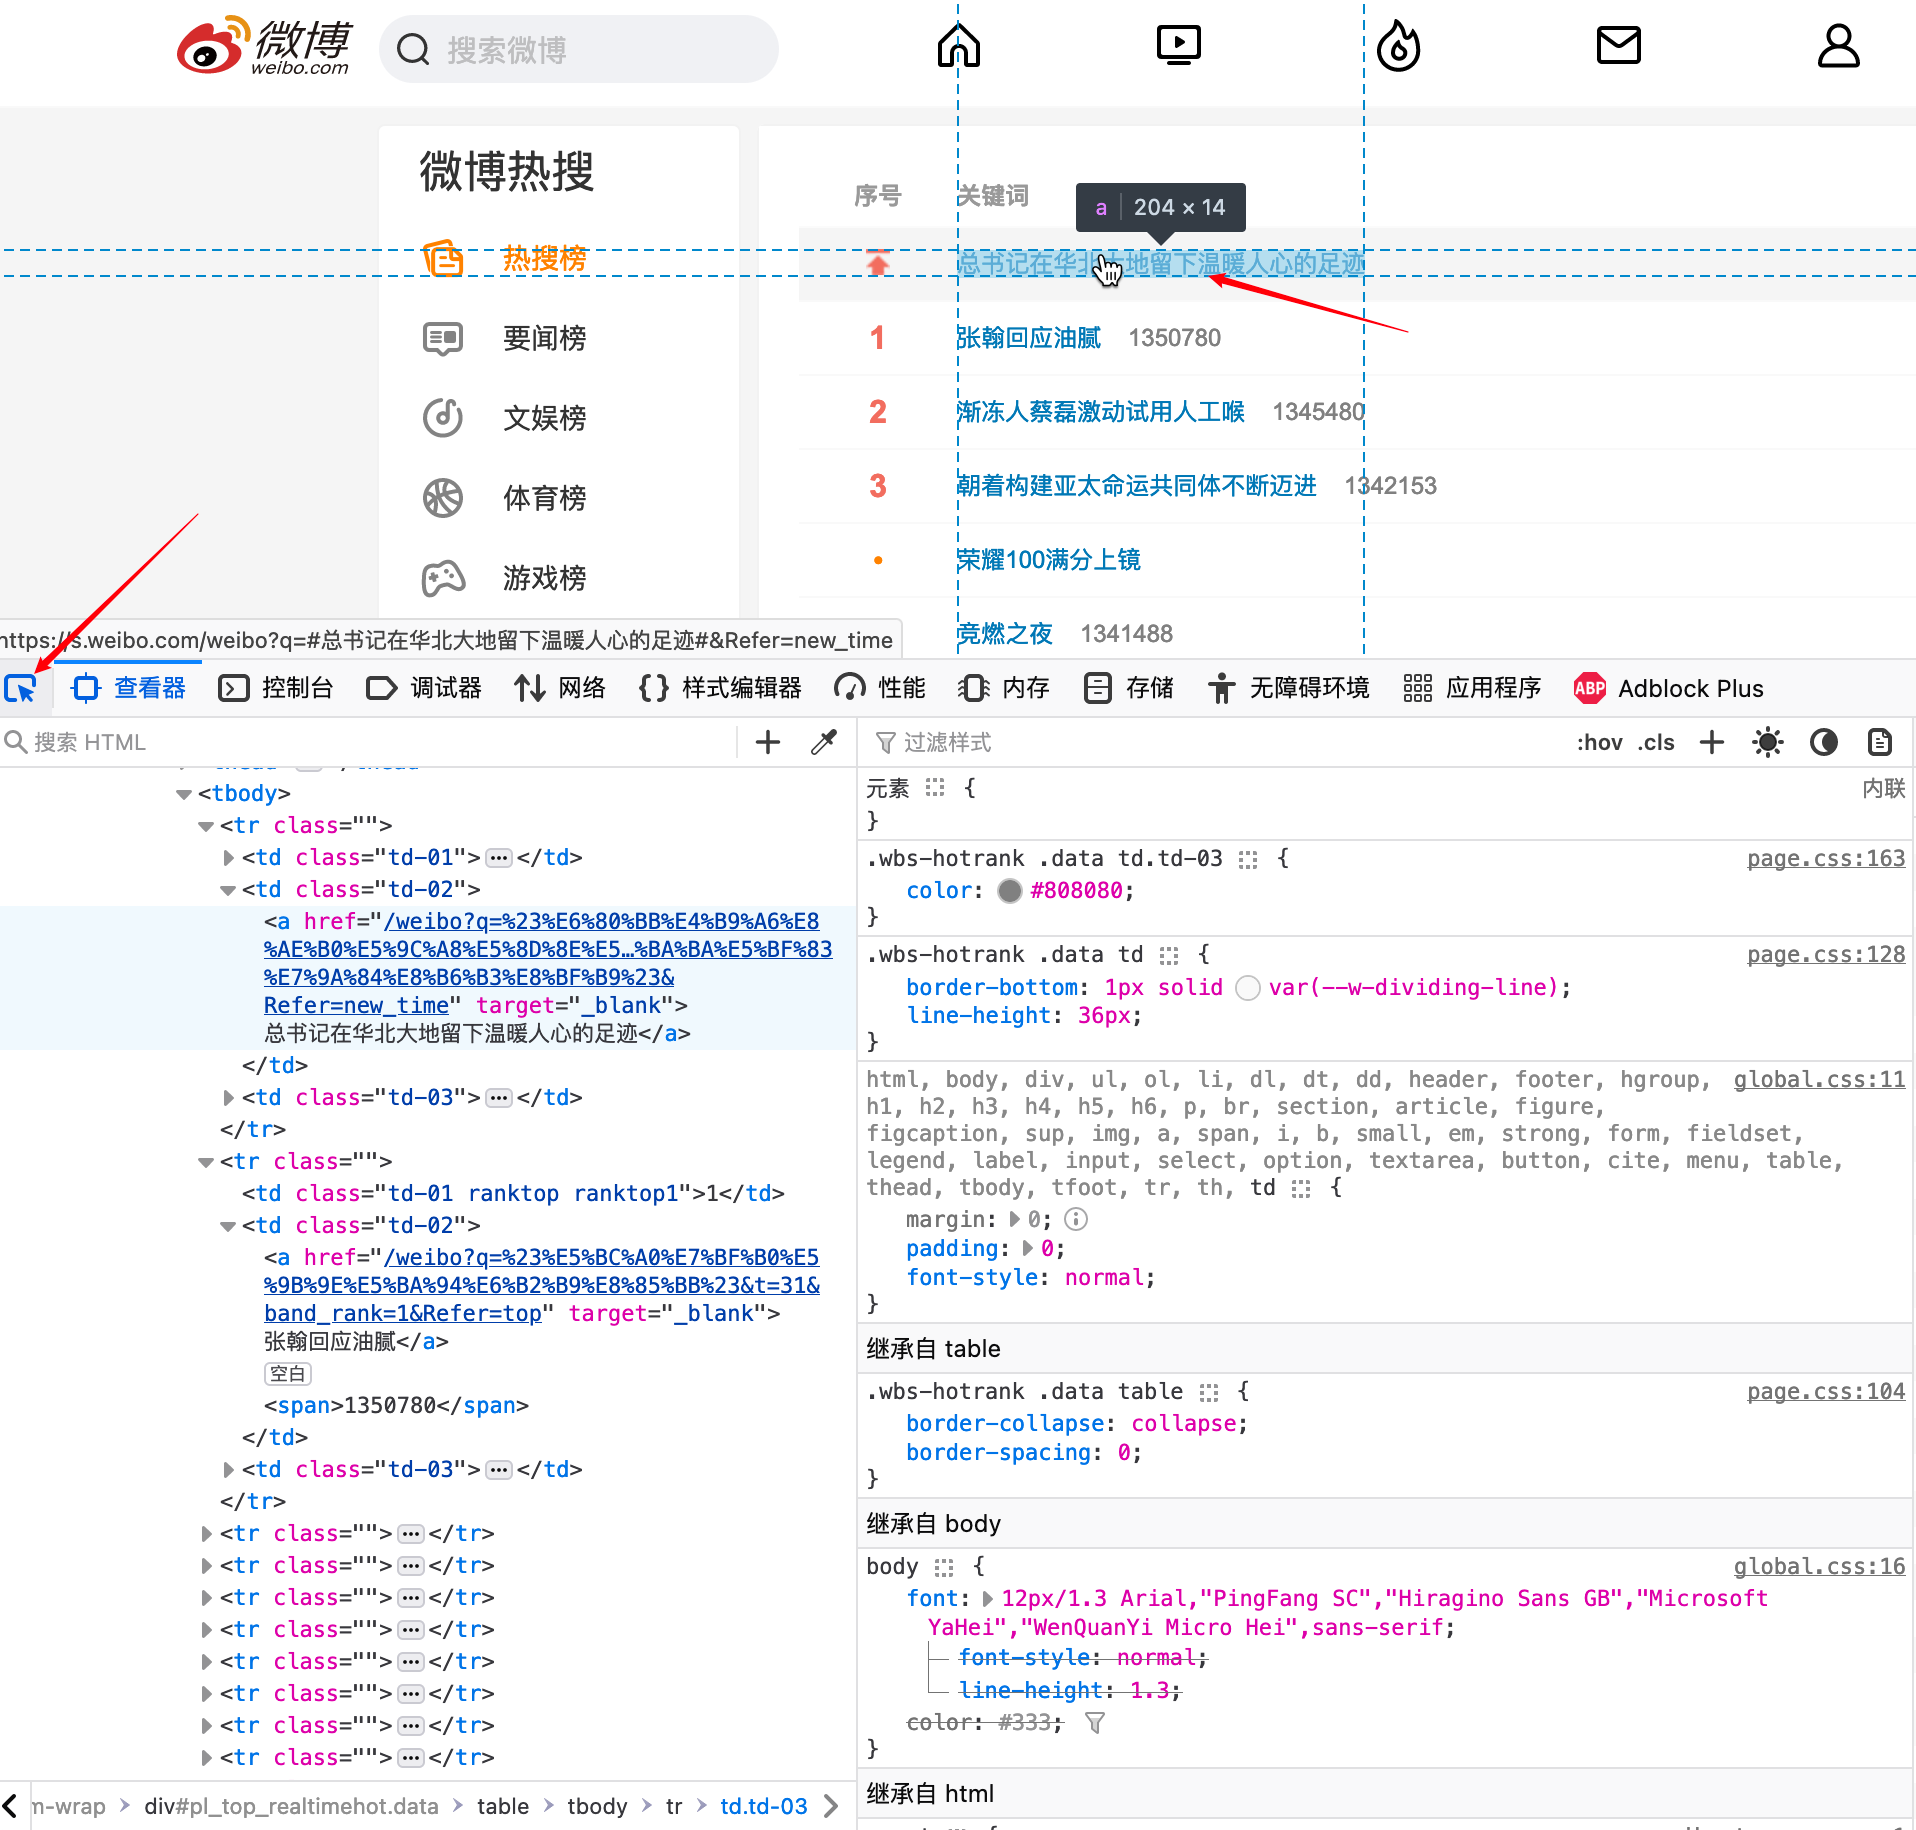 微博
weibo.com
搜索微博
微博热搜
热搜榜
要闻榜
文娱榜
体育榜
游戏榜
序号 关键词
a 204 × 14
总书记在华北大地留下温暖人心的足迹
1 张翰回应油腻 1350780
2 渐冻人蔡磊激动试用人工喉 1345480
3 朝着构建亚太命运共同体不断迈进 1342153
• 荣耀100满分上镜
竞燃之夜 1341488
https://s.weibo.com/weibo?q=#总书记在华北大地留下温暖人心的足迹#&Refer=new_time
查看器 控制台 调试器 网络 {} 样式编辑器 性能 内存 存储 无障碍环境 应用程序 ABP Adblock Plus
搜索 HTML
<tbody>
<tr class="">
<td class="td-01">…</td>
<td class="td-02">
<a href="/weibo?q=%23%E6%80%BB%E4%B9%A6%E8
%AE%B0%E5%9C%A8%E5%8D%8E%E5…%BA%BA%E5%BF%83
%E7%9A%84%E8%B6%B3%E8%BF%B9%23&
Refer=new_time" target="_blank">
总书记在华北大地留下温暖人心的足迹</a>
</td>
<td class="td-03">…</td>
</tr>
<tr class="">
<td class="td-01 ranktop ranktop1">1</td>
<td class="td-02">
<a href="/weibo?q=%23%E5%BC%A0%E7%BF%B0%E5
%9B%9E%E5%BA%94%E6%B2%B9%E8%85%BB%23&t=31&
band_rank=1&Refer=top" target="_blank">
张翰回应油腻</a>
空白
<span>1350780</span>
</td>
<td class="td-03">…</td>
</tr>
<tr class="">…</tr>
<tr class="">…</tr>
<tr class="">…</tr>
<tr class="">…</tr>
<tr class="">…</tr>
<tr class="">…</tr>
<tr class="">…</tr>
<tr class="">…</tr>
m-wrap > div#pl_top_realtimehot.data > table > tbody > tr > td.td-03
过滤样式 :hov .cls
元素 { 内联
}
.wbs-hotrank .data td.td-03 { page.css:163
color: #808080;
}
.wbs-hotrank .data td { page.css:128
border-bottom: 1px solid var(--w-dividing-line);
line-height: 36px;
}
html, body, div, ul, ol, li, dl, dt, dd, header, footer, hgroup, global.css:11
h1, h2, h3, h4, h5, h6, p, br, section, article, figure,
figcaption, sup, img, a, span, i, b, small, em, strong, form, fieldset,
legend, label, input, select, option, textarea, button, cite, menu, table,
thead, tbody, tfoot, tr, th, td {
margin: 0;
padding: 0;
font-style: normal;
}
继承自 table
.wbs-hotrank .data table { page.css:104
border-collapse: collapse;
border-spacing: 0;
}
继承自 body
body { global.css:16
font: 12px/1.3 Arial,"PingFang SC","Hiragino Sans GB","Microsoft
YaHei","WenQuanYi Micro Hei",sans-serif;
font-style: normal;
line-height: 1.3;
color: #333;
}
继承自 html